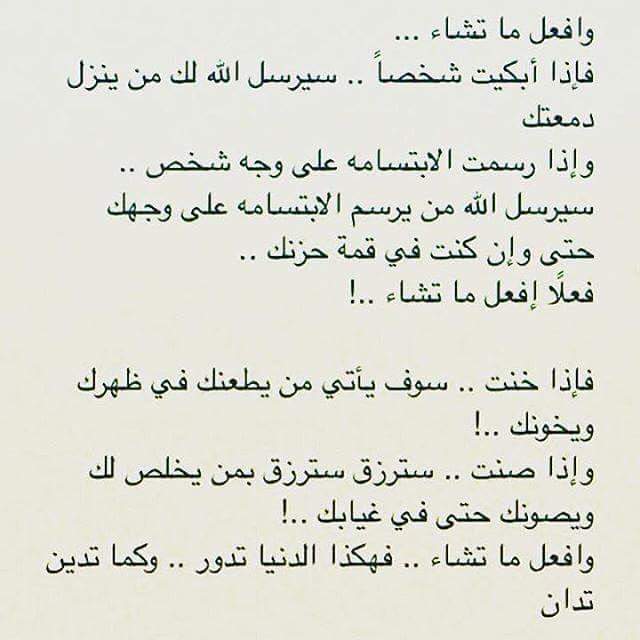 وافعل ما تشاء ...
فإذا أبكيت شخصاً .. سيرسل الله لك من ينزل
دمعتك
وإذا رسمت الابتسامه على وجه شخص ..
سيرسل الله من يرسم الابتسامه على وجهك
حتى وإن كنت في قمة حزنك ..
فعلًا إفعل ما تشاء ..!
فإذا خنت .. سوف يأتي من يطعنك في ظهرك
ويخونك ..!
وإذا صنت .. سترزق سترزق بمن يخلص لك
ويصونك حتى في غيابك ..!
وافعل ما تشاء .. فهكذا الدنيا تدور .. وكما تدين
تدان